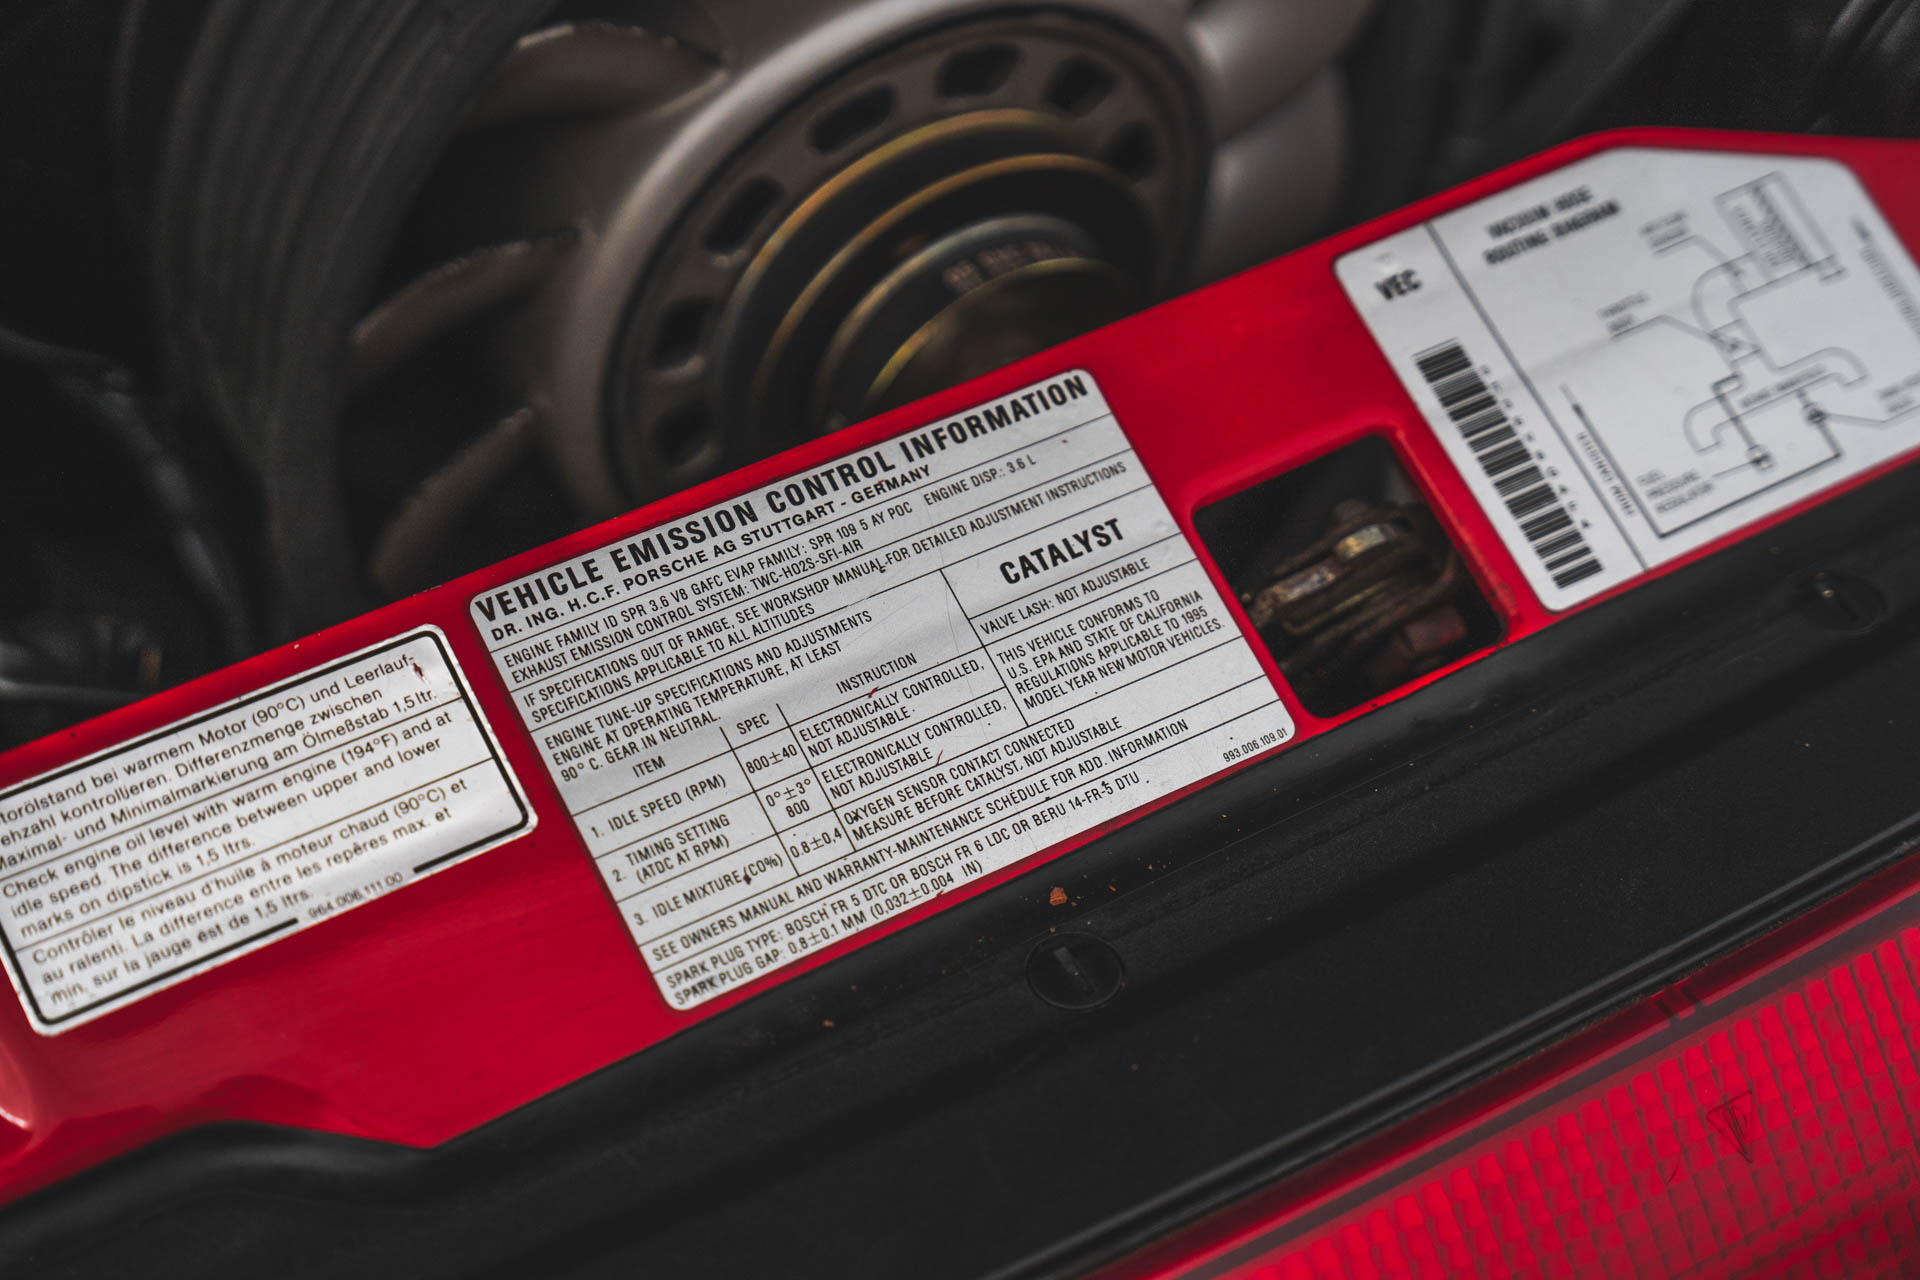 torölstand bei warmem Motor (90°C) und Leerlauf-
ehzahl kontrollieren. Differenzmenge zwischen
Maximal- und Minimalmarkierung am Ölmeßstab 1,5 ltr.
Check engine oil level with warm engine (194°F) and at
idle speed. The difference between upper and lower
marks on dipstick is 1,5 ltrs.
Contrôler le niveau d'huile à moteur chaud (90°C) et
au ralenti. La différence entre les repères max. et
min. sur la jauge ést de 1,5 ltrs.
964.006.111.00
VEHICLE EMISSION CONTROL INFORMATION
DR. ING. H.C.F. PORSCHE AG STUTTGART - GERMANY
ENGINE FAMILY ID SPR 3.6 V8 GAFC EVAP FAMILY: SPR 109 5 AY POC ENGINE DISP.: 3.6 L
EXHAUST EMISSION CONTROL SYSTEM: TWC-HO2S-SFI-AIR
IF SPECIFICATIONS OUT OF RANGE, SEE WORKSHOP MANUAL FOR DETAILED ADJUSTMENT INSTRUCTIONS
SPECIFICATIONS APPLICABLE TO ALL ALTITUDES
ENGINE TUNE-UP SPECIFICATIONS AND ADJUSTMENTS
ENGINE AT OPERATING TEMPERATURE, AT LEAST
90° C. GEAR IN NEUTRAL.
ITEM SPEC INSTRUCTION
1. IDLE SPEED (RPM) 800±40 ELECTRONICALLY CONTROLLED,
NOT ADJUSTABLE
2. TIMING SETTING 0°±3° ELECTRONICALLY CONTROLLED,
(ATDC AT RPM) 800 NOT ADJUSTABLE
3. IDLE MIXTURE (CO%) 0.8±0,4 OXYGEN SENSOR CONTACT CONNECTED
MEASURE BEFORE CATALYST, NOT ADJUSTABLE
CATALYST
VALVE LASH: NOT ADJUSTABLE
THIS VEHICLE CONFORMS TO
U.S. EPA AND STATE OF CALIFORNIA
REGULATIONS APPLICABLE TO 1995
MODEL YEAR NEW MOTOR VEHICLES.
SEE OWNERS MANUAL AND WARRANTY-MAINTENANCE SCHEDULE FOR ADD. INFORMATION
SPARK PLUG TYPE: BOSCH FR 5 DTC OR BOSCH FR 6 LDC OR BERU 14-FR-5 DTU
SPARK PLUG GAP: 0,8±0.1 MM (0,032±0.004 IN)
993.006.109.01
VEC
VACUUM HOSE
ROUTING DIAGRAM
FUEL
PRESSURE
REGULATOR
FROM CANISTER